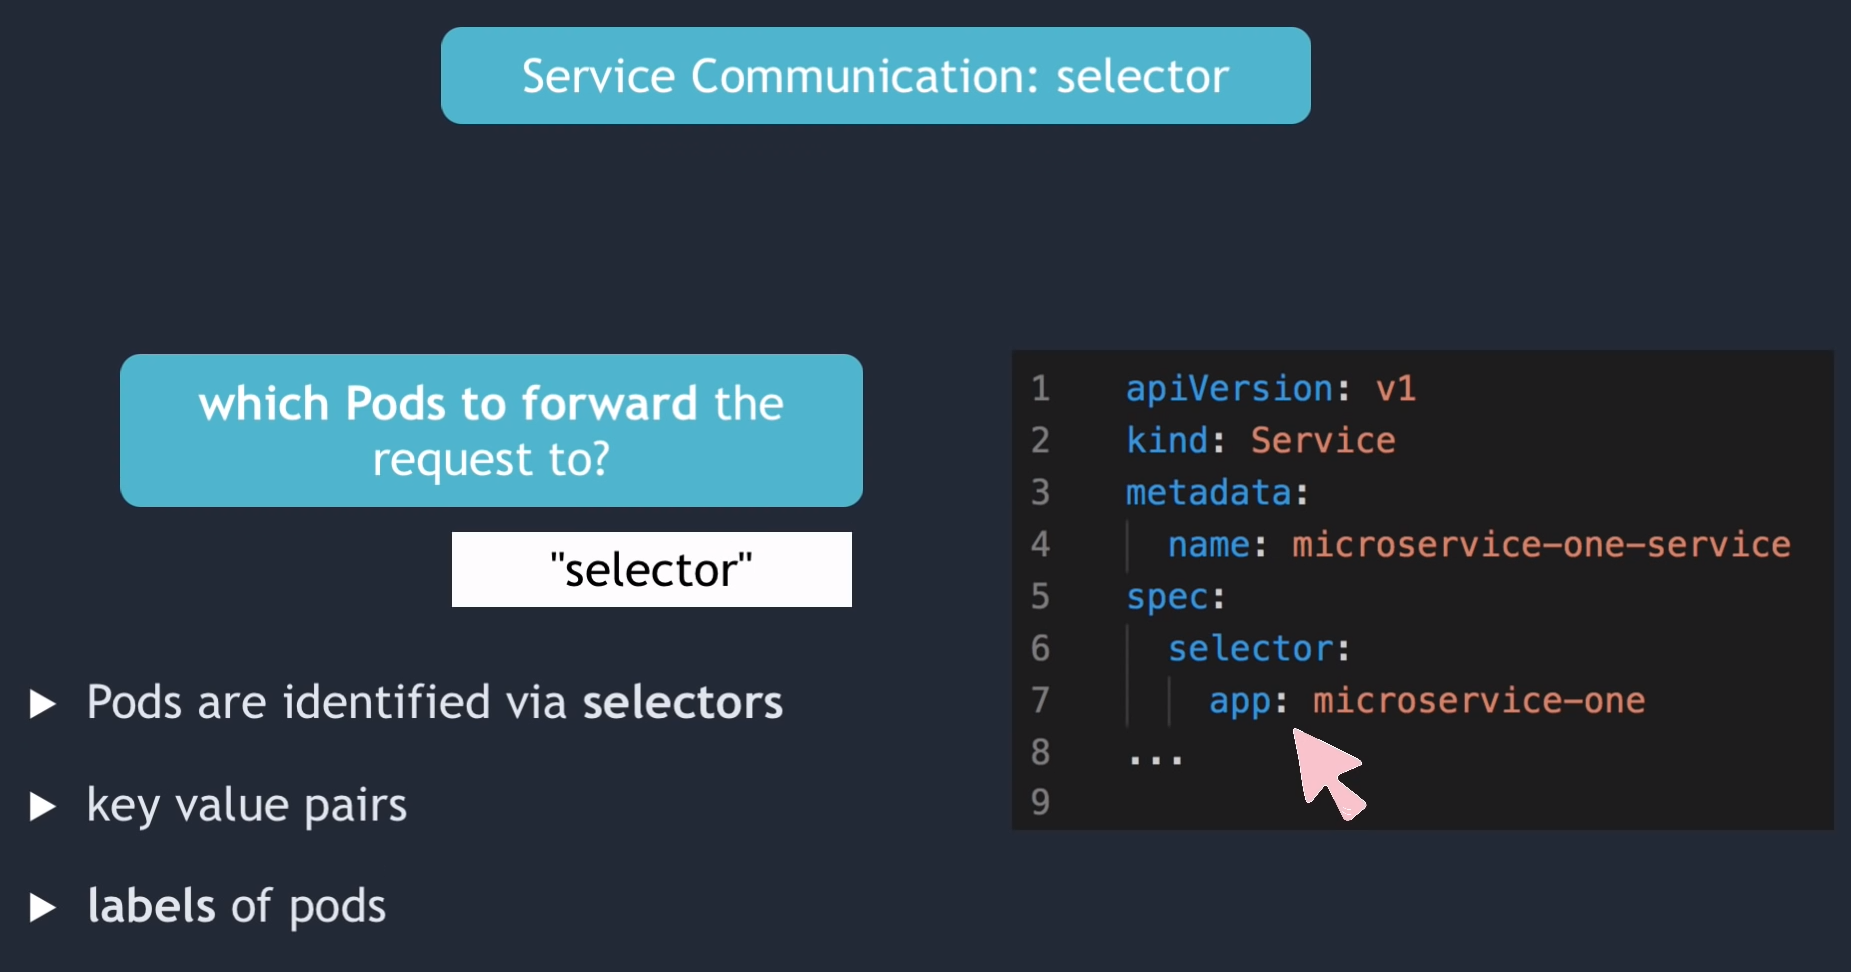 Service Communication: selector
which Pods to forward the
request to?
"selector"
▶ Pods are identified via selectors
▶ key value pairs
▶ labels of pods
1 apiVersion: v1
2 kind: Service
3 metadata:
4   name: microservice-one-service
5 spec:
6   selector:
7     app: microservice-one
8 ...
9